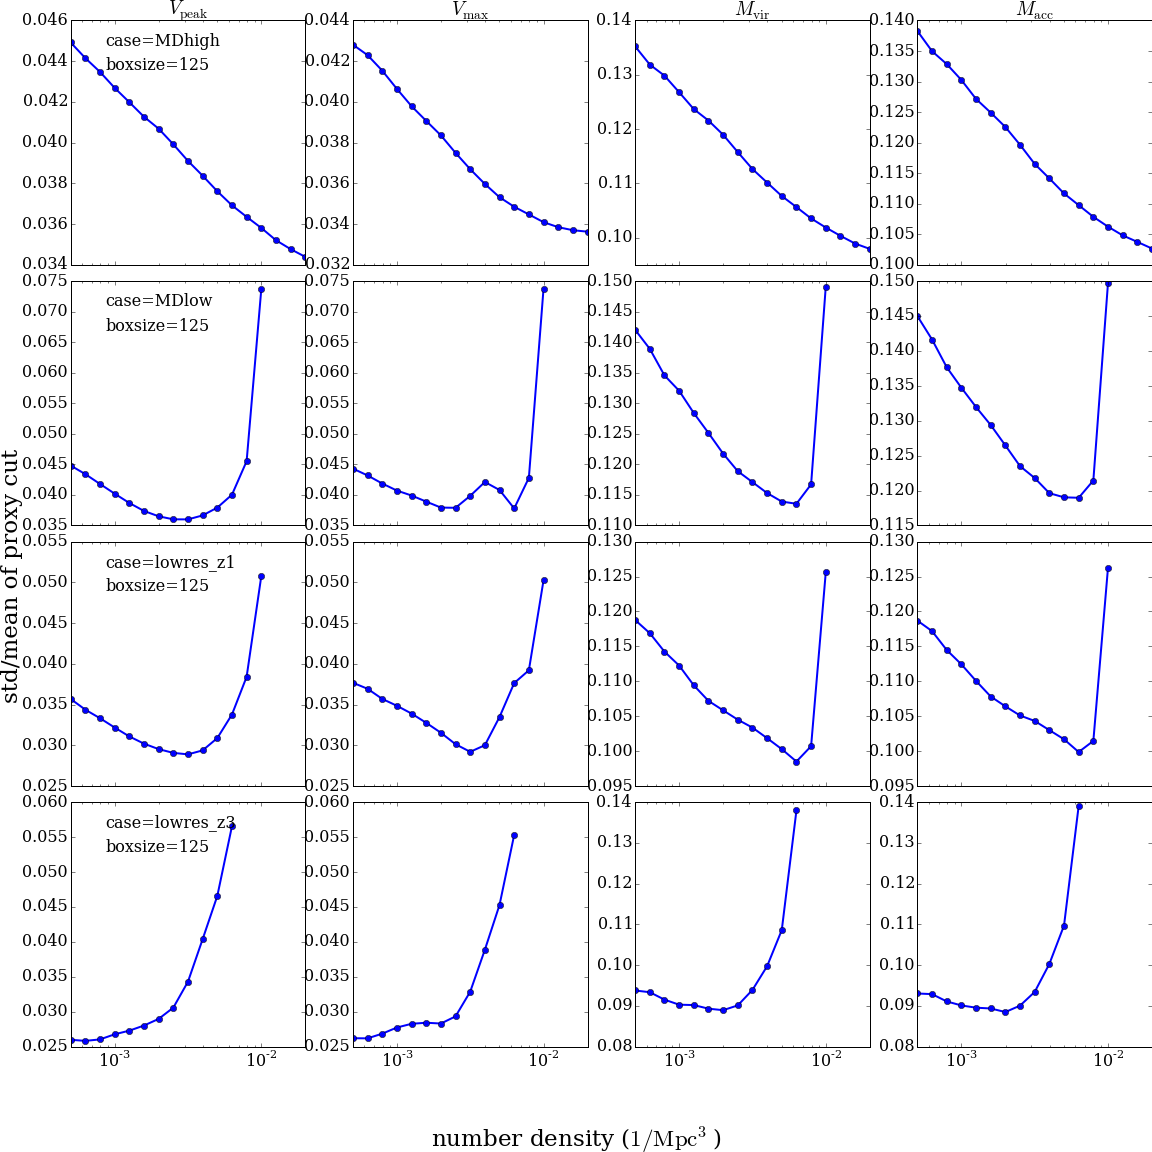 V_peak V_max M_vir M_acc
0.046 0.044 0.14 0.140
case=MDhigh
boxsize=125
0.044 0.042 0.13 0.135
0.042 0.040 0.12 0.130
0.040 0.038 0.11 0.125
0.038 0.036 0.10 0.120
0.036 0.034 0.115
0.034 0.032 0.110
0.105
0.100
0.075 0.075 0.150 0.150
case=MDlow
boxsize=125
0.070 0.070 0.145 0.145
0.065 0.065 0.140 0.140
0.060 0.060 0.135 0.135
0.055 0.055 0.130 0.130
0.050 0.050 0.125 0.125
0.045 0.045 0.120 0.120
0.040 0.040 0.115 0.115
0.035 0.035 0.110
std/mean of proxy cut
0.055 0.055 0.130 0.130
case=lowres_z1
boxsize=125
0.050 0.050 0.125 0.125
0.045 0.045 0.120 0.120
0.040 0.040 0.115 0.115
0.035 0.035 0.110 0.110
0.030 0.030 0.105 0.105
0.025 0.025 0.100 0.100
0.095 0.095
0.060 0.060 0.14 0.14
case=lowres_z3
boxsize=125
0.055 0.055 0.13 0.13
0.050 0.050 0.12 0.12
0.045 0.045 0.11 0.11
0.040 0.040 0.10 0.10
0.035 0.035 0.09 0.09
0.030 0.030 0.08 0.08
0.025 0.025
10⁻³ 10⁻² 10⁻³ 10⁻² 10⁻³ 10⁻² 10⁻³ 10⁻²
number density (1/Mpc³ )